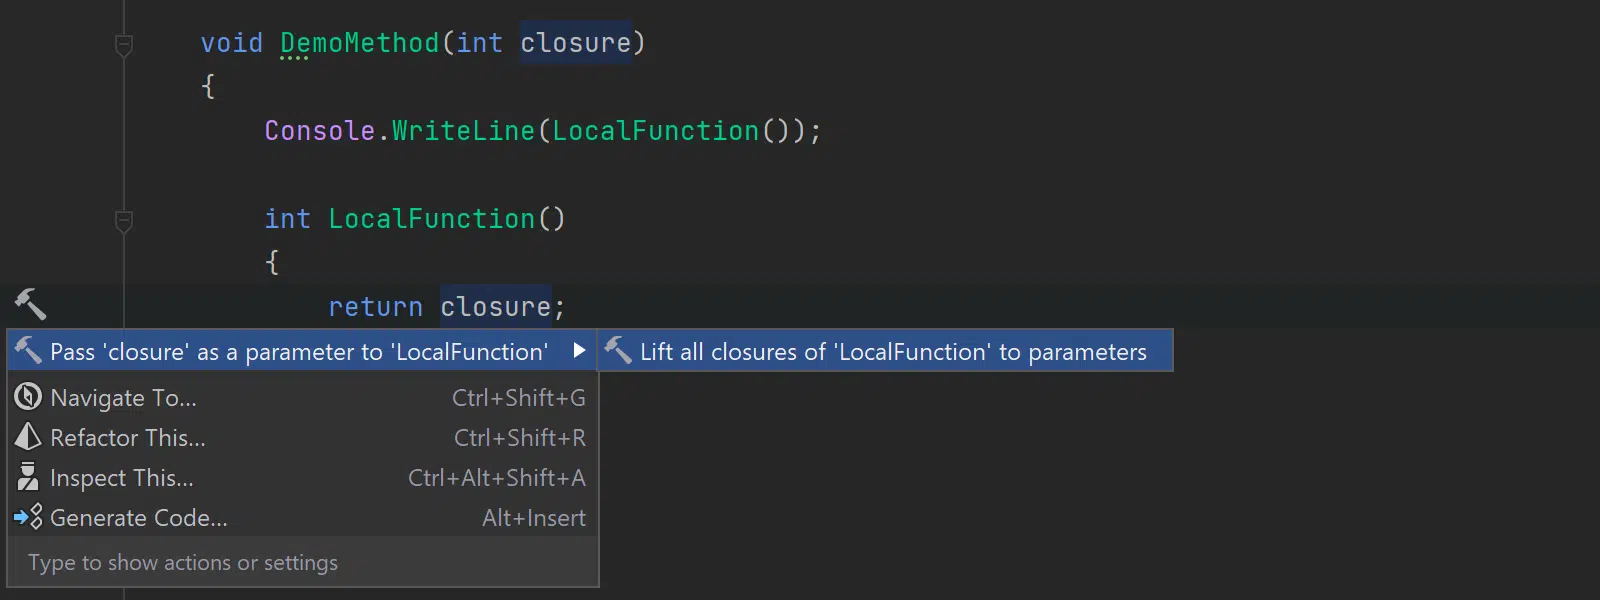 void DemoMethod(int closure)
{
Console.WriteLine(LocalFunction());
int LocalFunction()
{
return closure;
Pass 'closure' as a parameter to 'LocalFunction' Lift all closures of 'LocalFunction' to parameters
Navigate To... Ctrl+Shift+G
Refactor This... Ctrl+Shift+R
Inspect This... Ctrl+Alt+Shift+A
Generate Code... Alt+Insert
Type to show actions or settings